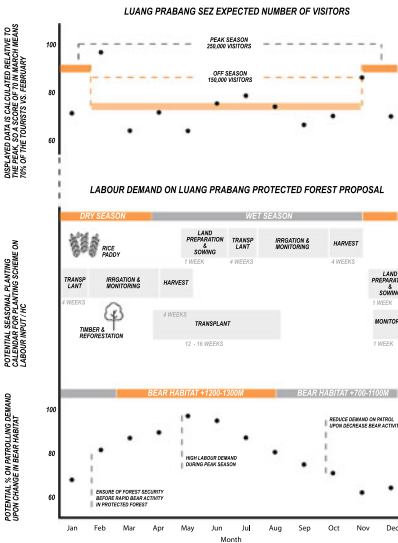 LUANG PRABANG SEZ EXPECTED NUMBER OF VISITORS
DISPLAYED DATA IS CALCULATED RELATIVE TO
THE PEAK, SO A SCORE OF 70 IN MARCH MEANS
70% OF THE TOURISTS VS. FEBRUARY
100
80
60
PEAK SEASON
250,000 VISITORS
OFF SEASON
150,000 VISITORS
LABOUR DEMAND ON LUANG PRABANG PROTECTED FOREST PROPOSAL
POTENTIAL SEASONAL PLANTING
CALENDAR FOR PLANTING SCHEME ON
LABOUR INPUT / HC
DRY SEASON
WET SEASON
RICE
PADDY
LAND
PREPARATION
&
SOWING
1 WEEK
TRANSP
LANT
4 WEEKS
IRRIGATION &
MONITORING
HARVEST
4 WEEKS
TRANSP
LANT
4 WEEKS
IRRGATION &
MONITORING
HARVEST
4 WEEKS
LAND
PREPARAT
&
SOWING
1 WEEK
TIMBER &
REFORESTATION
TRANSPLANT
12 - 16 WEEKS
MONITOR
1 WEEK
POTENTIAL % ON PATROLLING DEMAND
UPON CHANGE IN BEAR HABITAT
BEAR HABITAT +1200-1300M
BEAR HABITAT +700-1100M
100
80
60
ENSURE OF FOREST SECURITY
BEFORE RAPID BEAR ACTIVITY
IN PROTECTED FOREST
HIGH LABOUR DEMAND
DURING PEAK SEASON
REDUCE DEMAND ON PATROL
UPON DECREASE BEAR ACTIVI
Jan Feb Mar Apr May Jun Jul Aug Sep Oct Nov Dec
Month